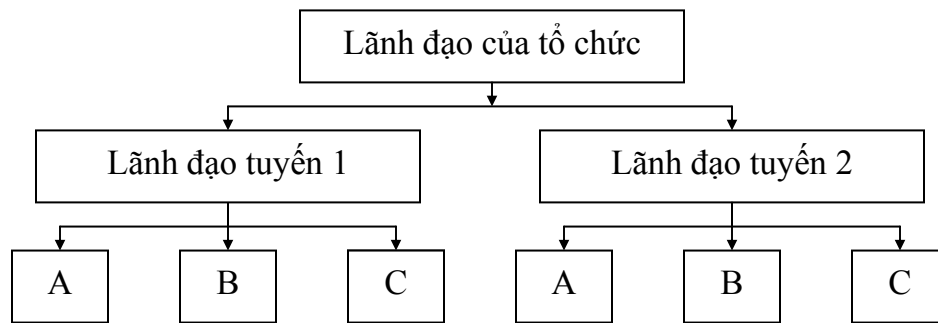 Lãnh đạo của tổ chức
Lãnh đạo tuyến 1
Lãnh đạo tuyến 2
A
B
C
A
B
C